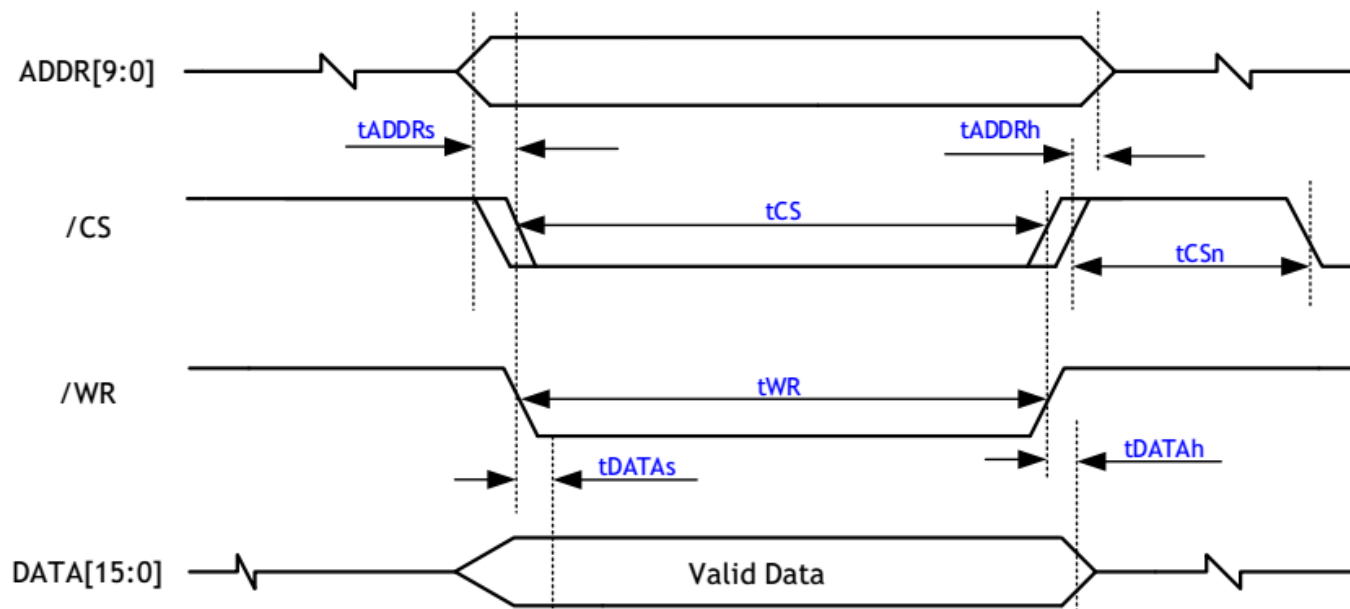 ADDR[9:0]
tADDRs
tADDRh
/CS
tCS
tCSn
/WR
tWR
tDATAs
tDATAh
DATA[15:0]
Valid Data